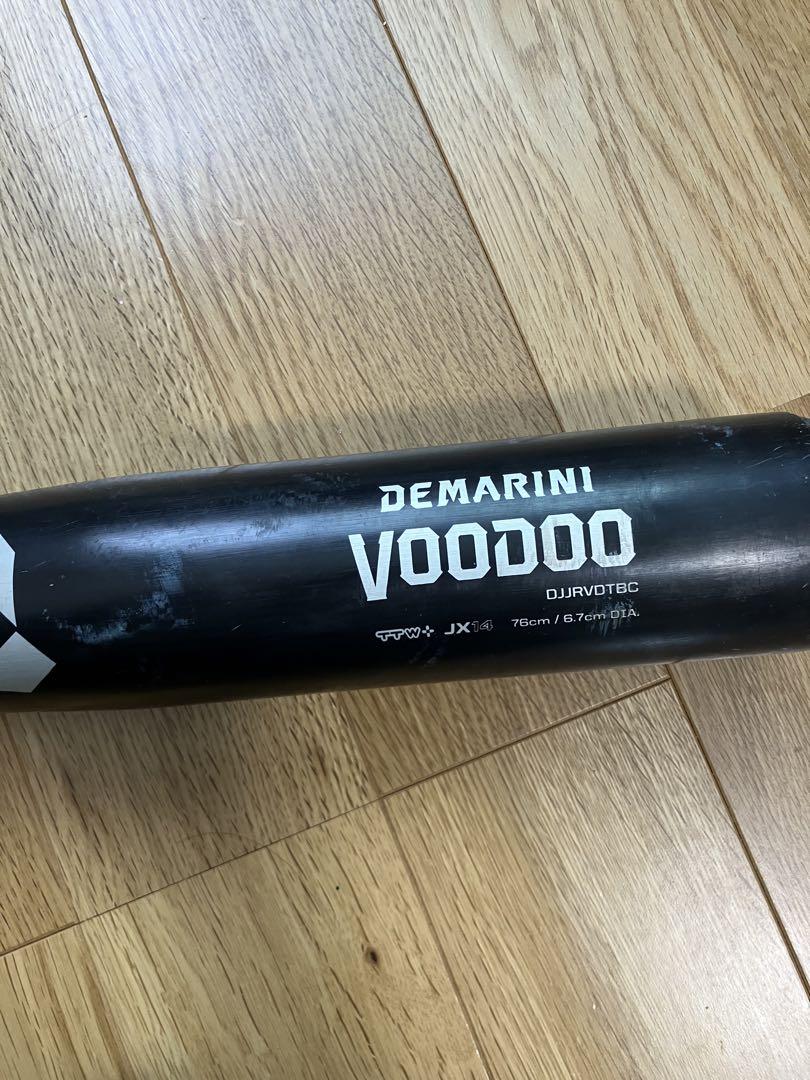 DEMARINI
VOODOO
DJJRVDTBC
TTW+ JX14 76cm / 6.7cm DIA.